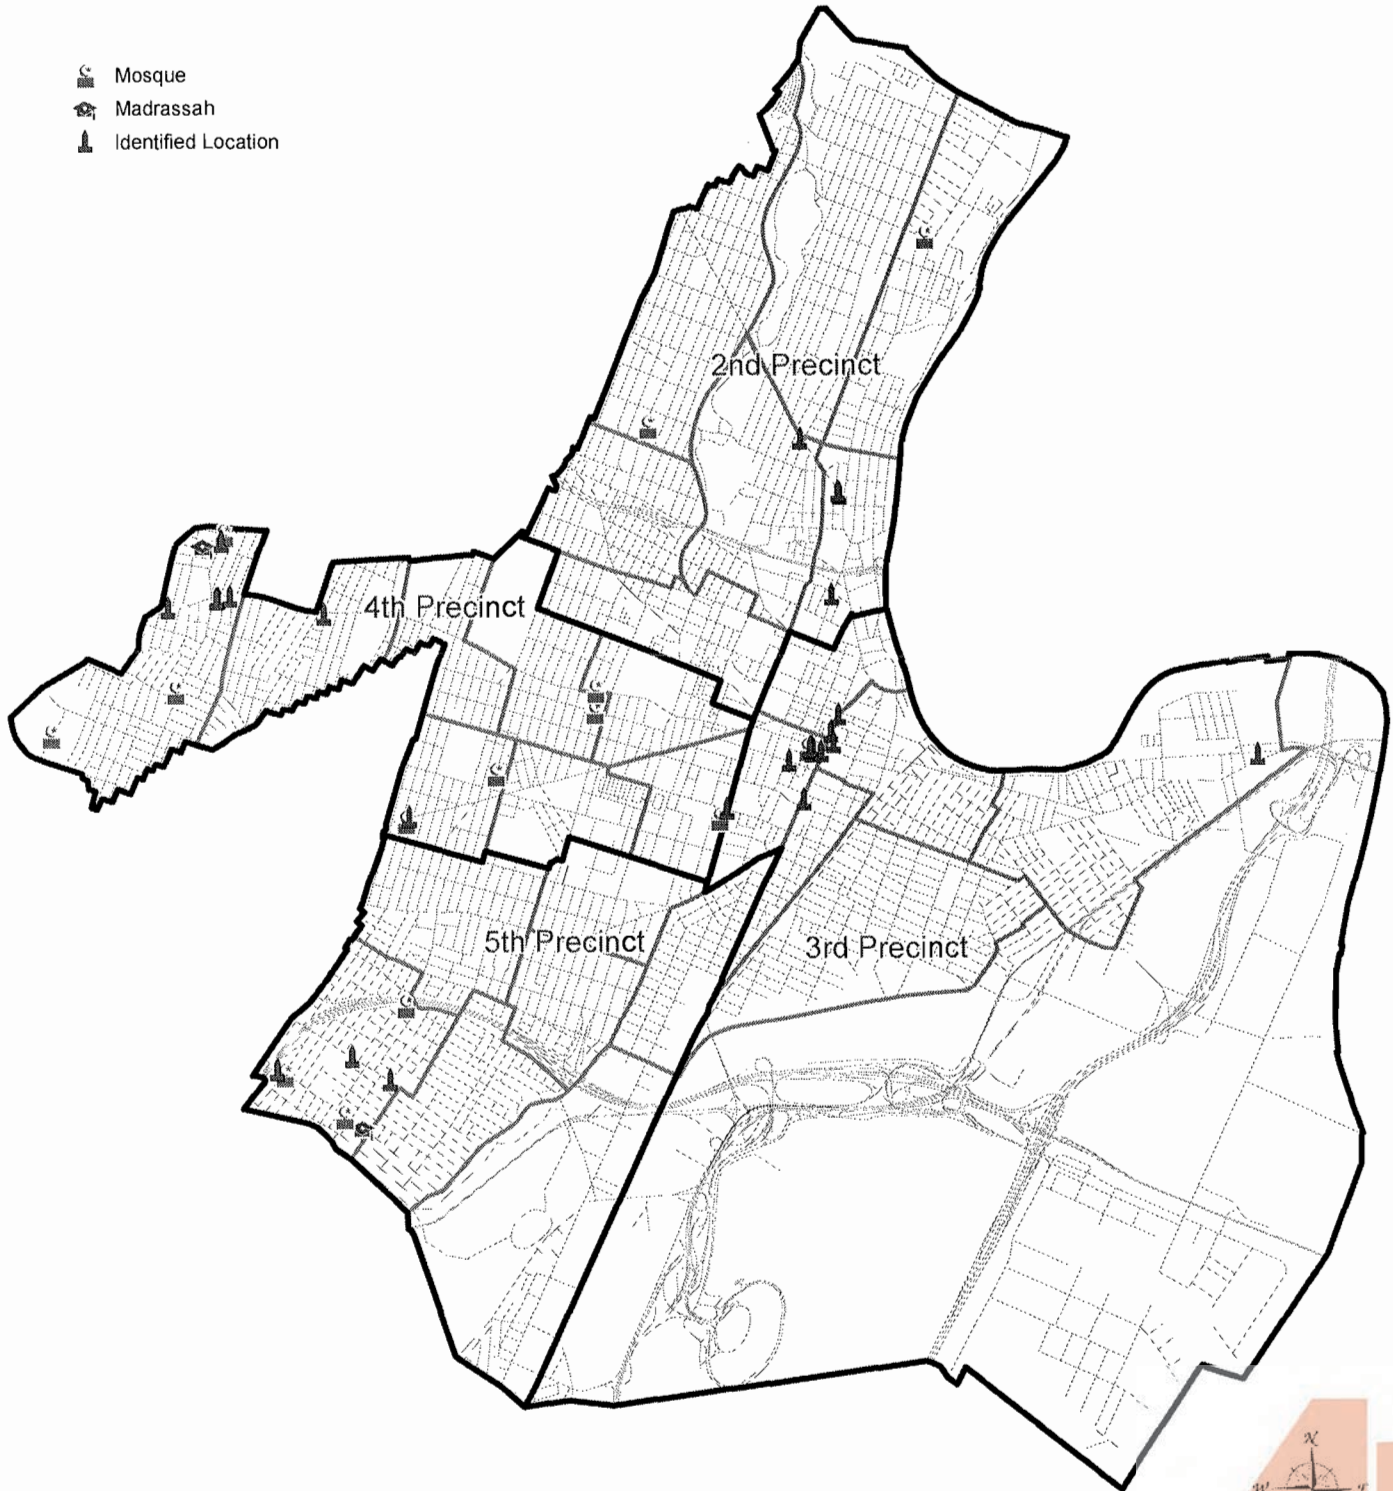 Mosque
Madrassah
Identified Location
2nd Precinct
4th Precinct
5th Precinct
3rd Precinct
N
W
E